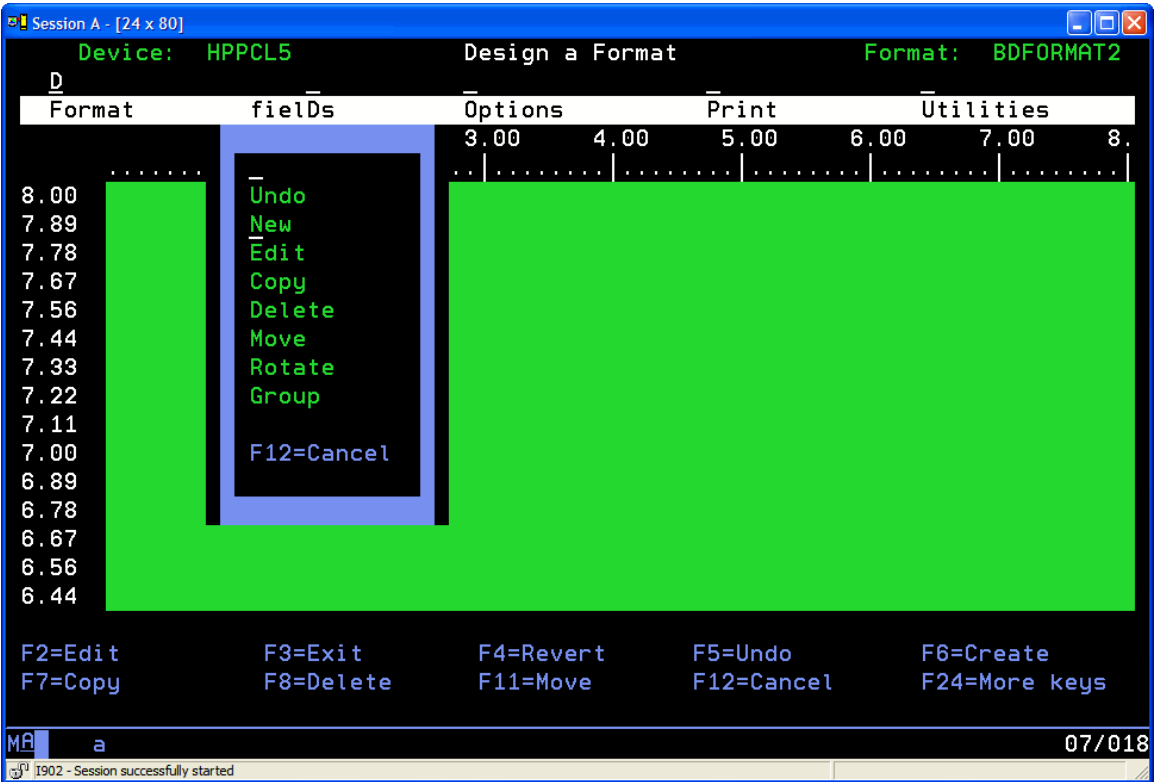 Session A - [24 x 80]
Device: HPPCL5 Design a Format Format: BDFORMAT2
D
Format fielDs Options Print Utilities
3.00 4.00 5.00 6.00 7.00 8.
....... ..|........|........|........|........|........|
8.00 Undo
7.89 New
7.78 Edit
7.67 Copy
7.56 Delete
7.44 Move
7.33 Rotate
7.22 Group
7.11
7.00 F12=Cancel
6.89
6.78
6.67
6.56
6.44
F2=Edit F3=Exit F4=Revert F5=Undo F6=Create
F7=Copy F8=Delete F11=Move F12=Cancel F24=More keys
MA a 07/018
I902 - Session successfully started